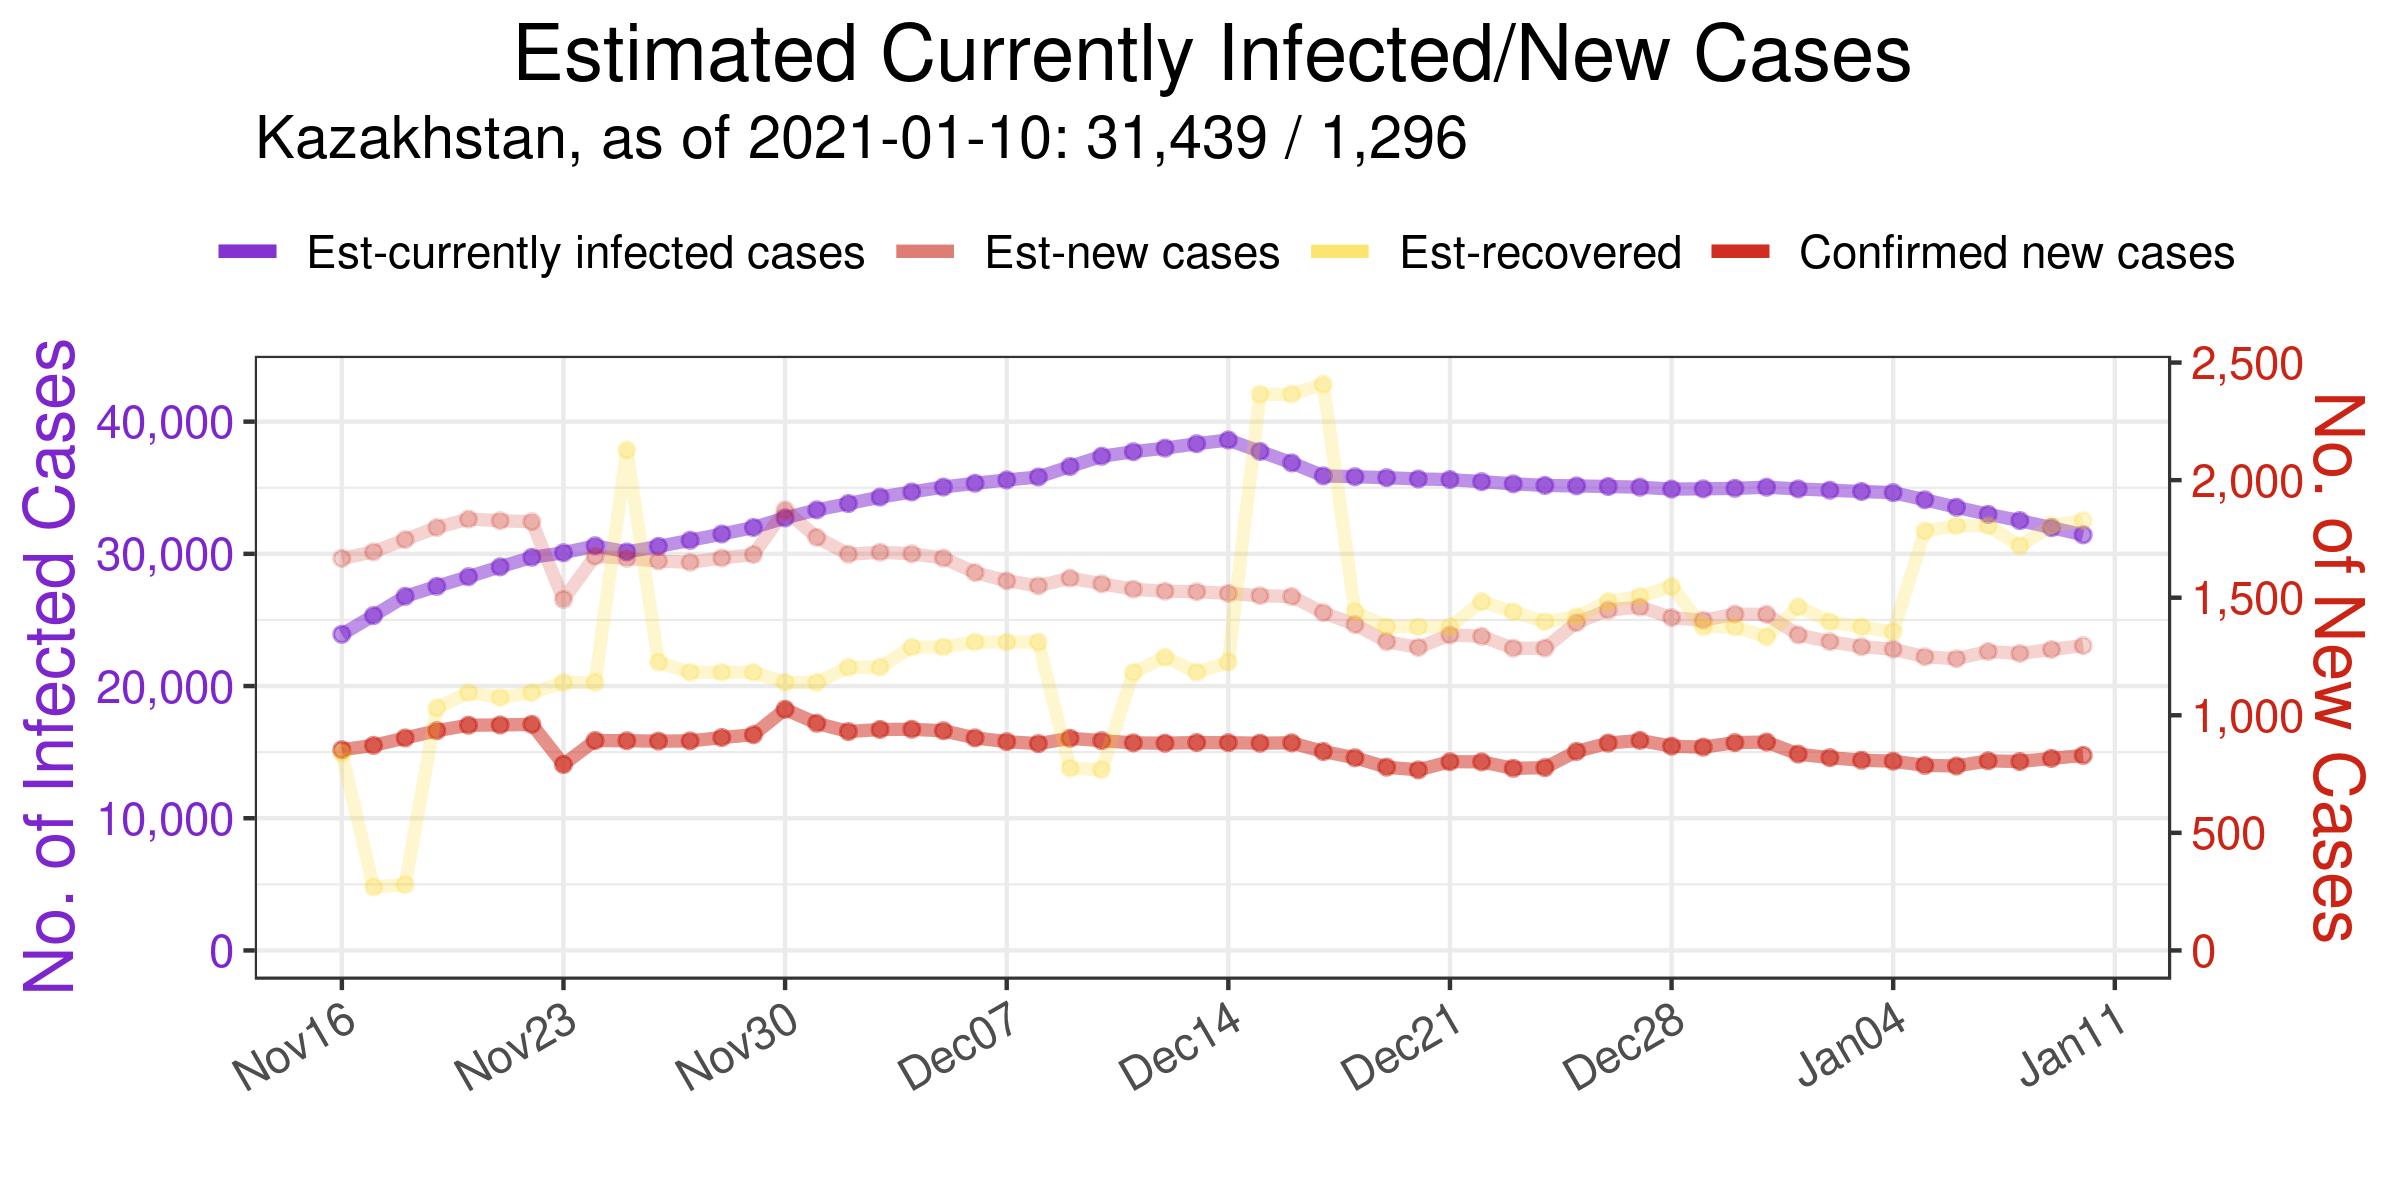 Estimated Currently Infected/New Cases
Kazakhstan, as of 2021-01-10: 31,439 / 1,296
Est-currently infected cases Est-new cases Est-recovered Confirmed new cases
No. of Infected Cases
40,000
30,000
20,000
10,000
0
2,500
2,000
1,500
1,000
500
0
No. of New Cases
Nov16 Nov23 Nov30 Dec07 Dec14 Dec21 Dec28 Jan04 Jan11